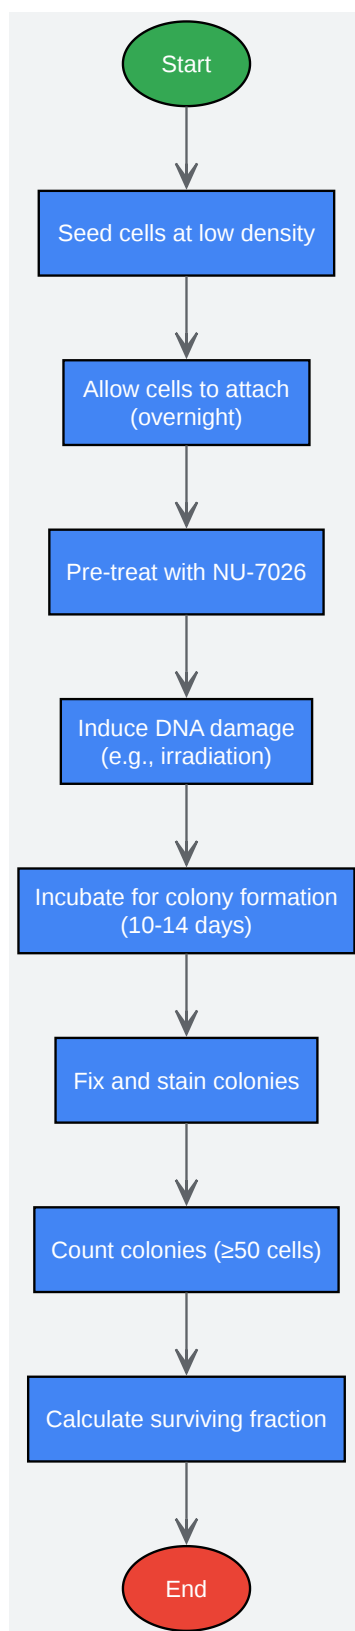 Start
Seed cells at low density
Allow cells to attach
(overnight)
Pre-treat with NU-7026
Induce DNA damage
(e.g., irradiation)
Incubate for colony formation
(10-14 days)
Fix and stain colonies
Count colonies (≥50 cells)
Calculate surviving fraction
End